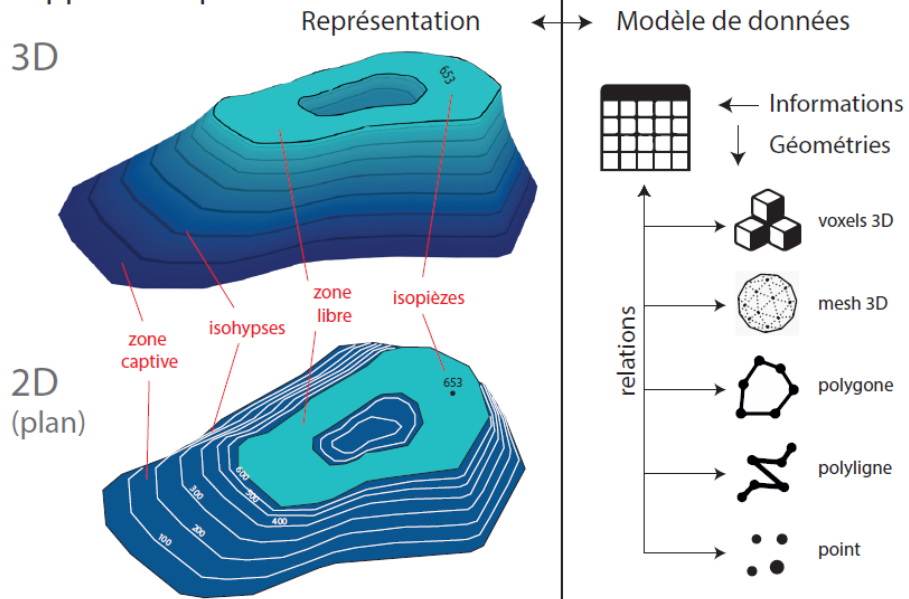 Représentation
Modèle de données
3D
653
Informations
Géométries
voxels 3D
zone
libre
isopièzes
isohypses
mesh 3D
zone
captive
relations
2D
(plan)
653
polygone
600
500
400
300
200
100
polyligne
point